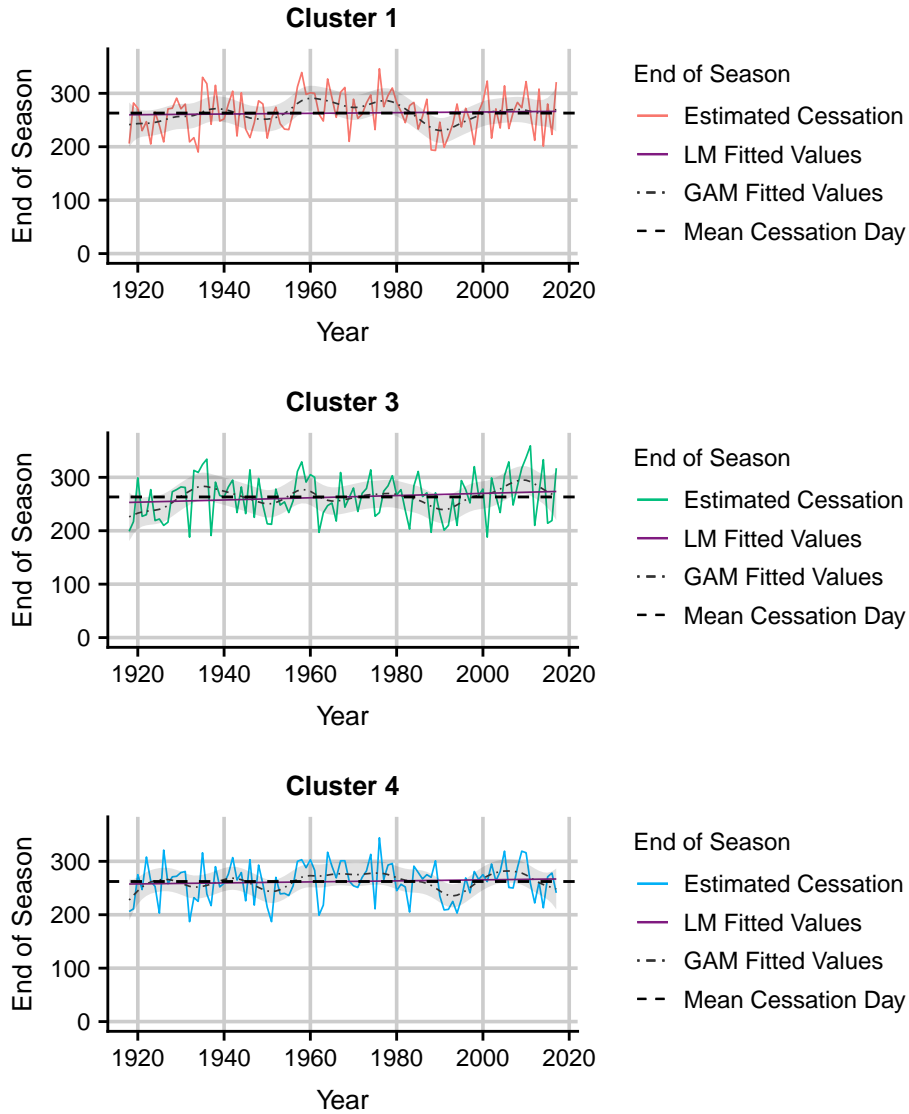 Cluster 1
End of Season
300
200
100
0
1920 1940 1960 1980 2000 2020
Year
End of Season
Estimated Cessation
LM Fitted Values
GAM Fitted Values
Mean Cessation Day
Cluster 3
End of Season
300
200
100
0
1920 1940 1960 1980 2000 2020
Year
End of Season
Estimated Cessation
LM Fitted Values
GAM Fitted Values
Mean Cessation Day
Cluster 4
End of Season
300
200
100
0
1920 1940 1960 1980 2000 2020
Year
End of Season
Estimated Cessation
LM Fitted Values
GAM Fitted Values
Mean Cessation Day